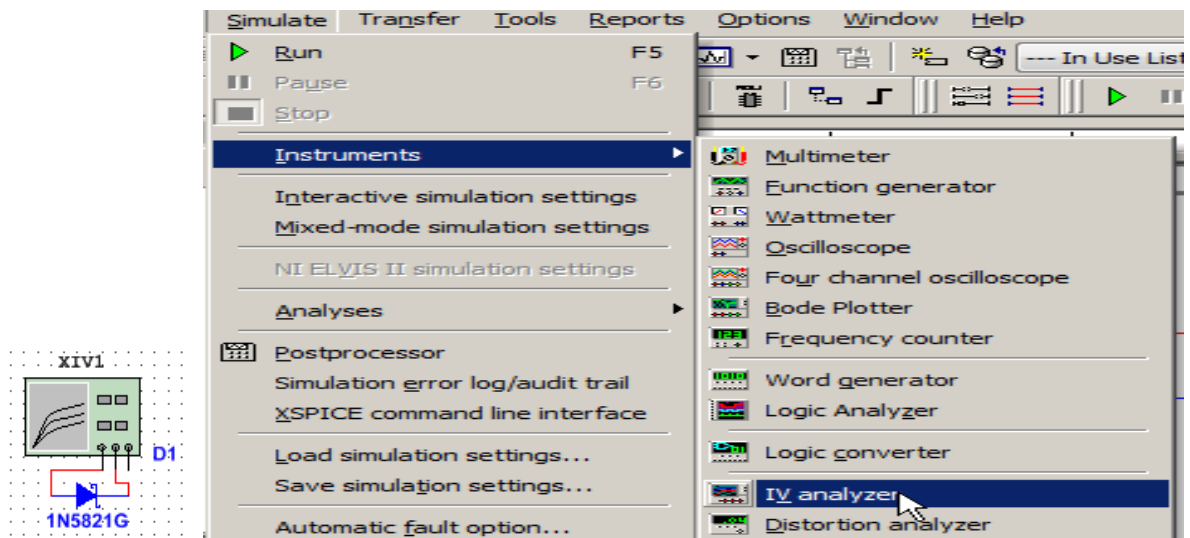 Simulate Transfer Tools Reports Options Window Help
Run F5
Pause F6
Stop
--- In Use List
Instruments
Interactive simulation settings
Mixed-mode simulation settings
NI ELVIS II simulation settings
Analyses
Postprocessor
Simulation error log/audit trail
XSPICE command line interface
Load simulation settings...
Save simulation settings...
Automatic fault option...
Multimeter
Function generator
Wattmeter
Oscilloscope
Four channel oscilloscope
Bode Plotter
Frequency counter
Word generator
Logic Analyzer
Logic converter
IV analyzer
Distortion analyzer
XIV1
D1
1N5821G